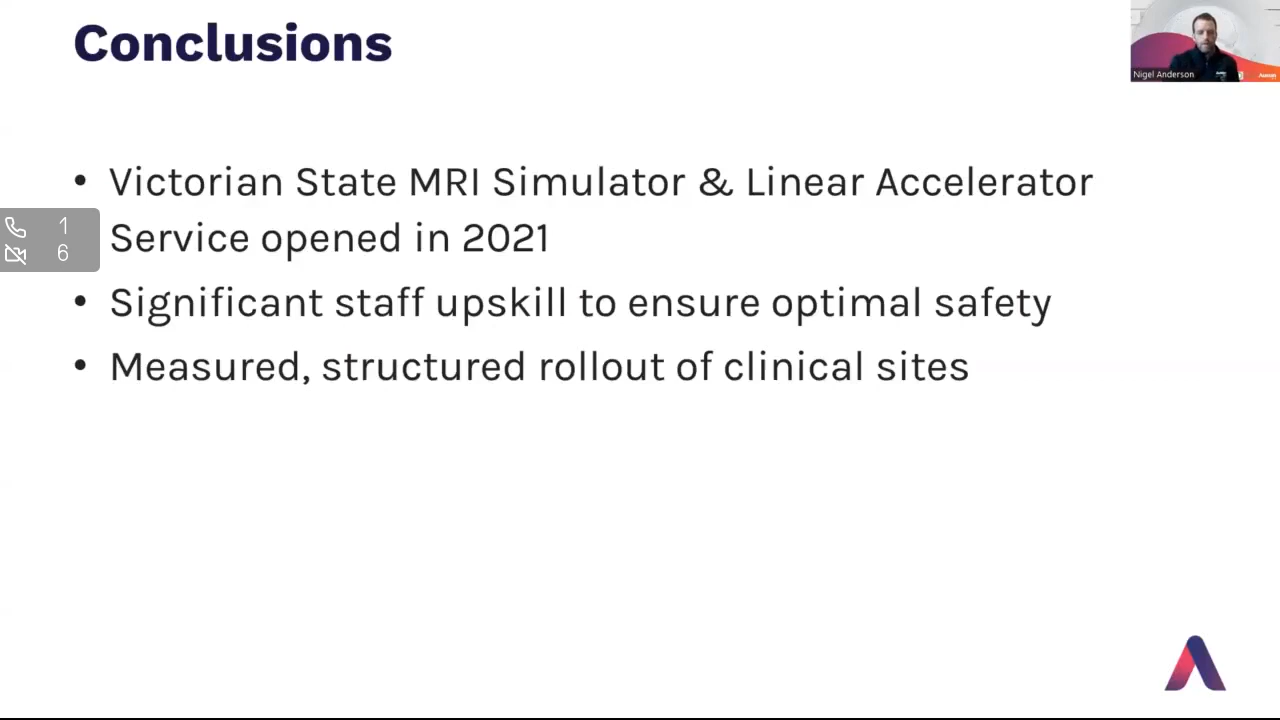 Conclusions
Nigel Anderson
• Victorian State MRI Simulator & Linear Accelerator
Service opened in 2021
1
6
• Significant staff upskill to ensure optimal safety
• Measured, structured rollout of clinical sites